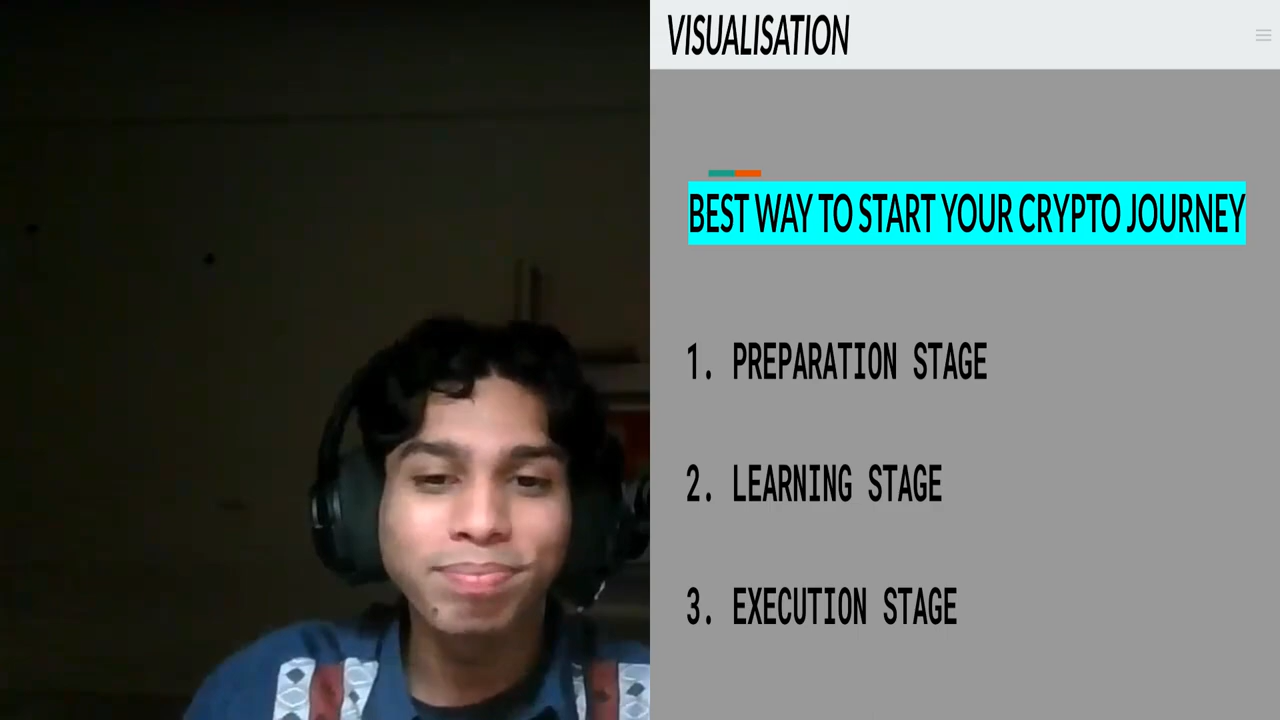 VISUALISATION
BEST WAY TO START YOUR CRYPTO JOURNEY
1. PREPARATION STAGE
2. LEARNING STAGE
3. EXECUTION STAGE